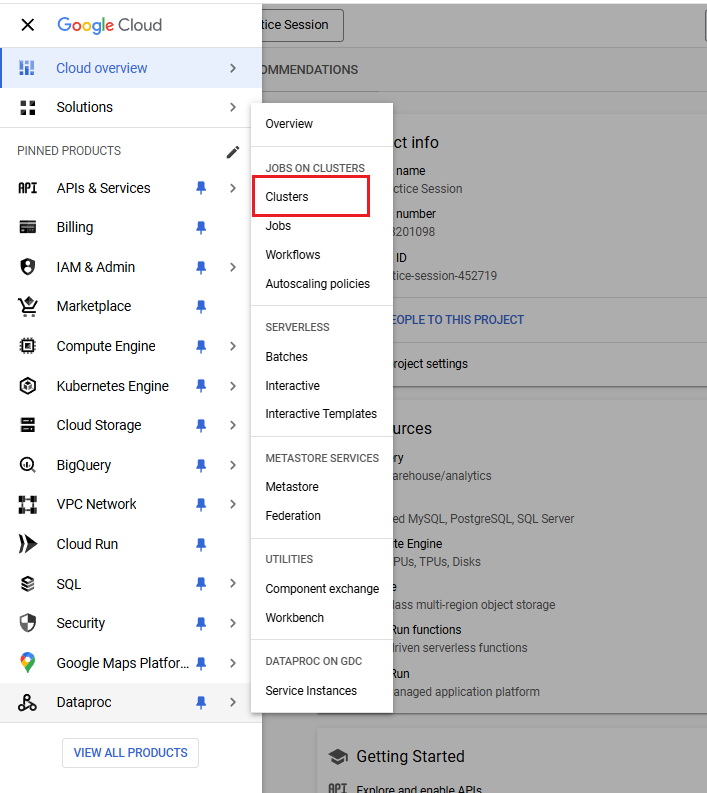 Google Cloud
tice Session
Cloud overview
OMMENDATIONS
Solutions
PINNED PRODUCTS
APIs & Services
Billing
IAM & Admin
Marketplace
Compute Engine
Kubernetes Engine
Cloud Storage
BigQuery
VPC Network
Cloud Run
SQL
Security
Google Maps Platfor...
Dataproc
VIEW ALL PRODUCTS
Overview
JOBS ON CLUSTERS
Clusters
Jobs
Workflows
Autoscaling policies
SERVERLESS
Batches
Interactive
Interactive Templates
METASTORE SERVICES
Metastore
Federation
UTILITIES
Component exchange
Workbench
DATAPROC ON GDC
Service Instances
ct info
name
ctice Session
number
3201098
ID
tice-session-452719
EOPLE TO THIS PROJECT
roject settings
urces
ry
arehouse/analytics
ed MySQL, PostgreSQL, SQL Server
te Engine
PUs, TPUs, Disks
e
lass multi-region object storage
Run functions
driven serverless functions
Run
anaged application platform
Getting Started
API Explore and enable APIs